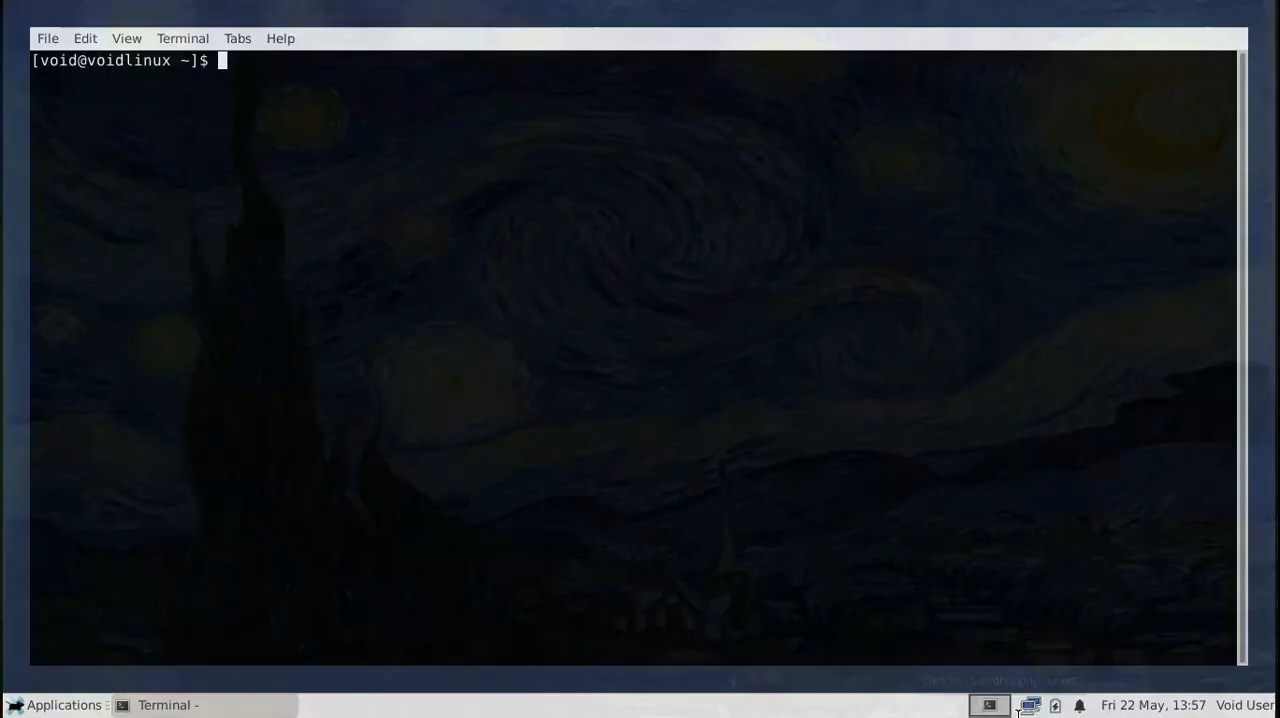 File Edit View Terminal Tabs Help
[void@voidlinux ~]$
Applications Terminal - Fri 22 May, 13:57 Void User